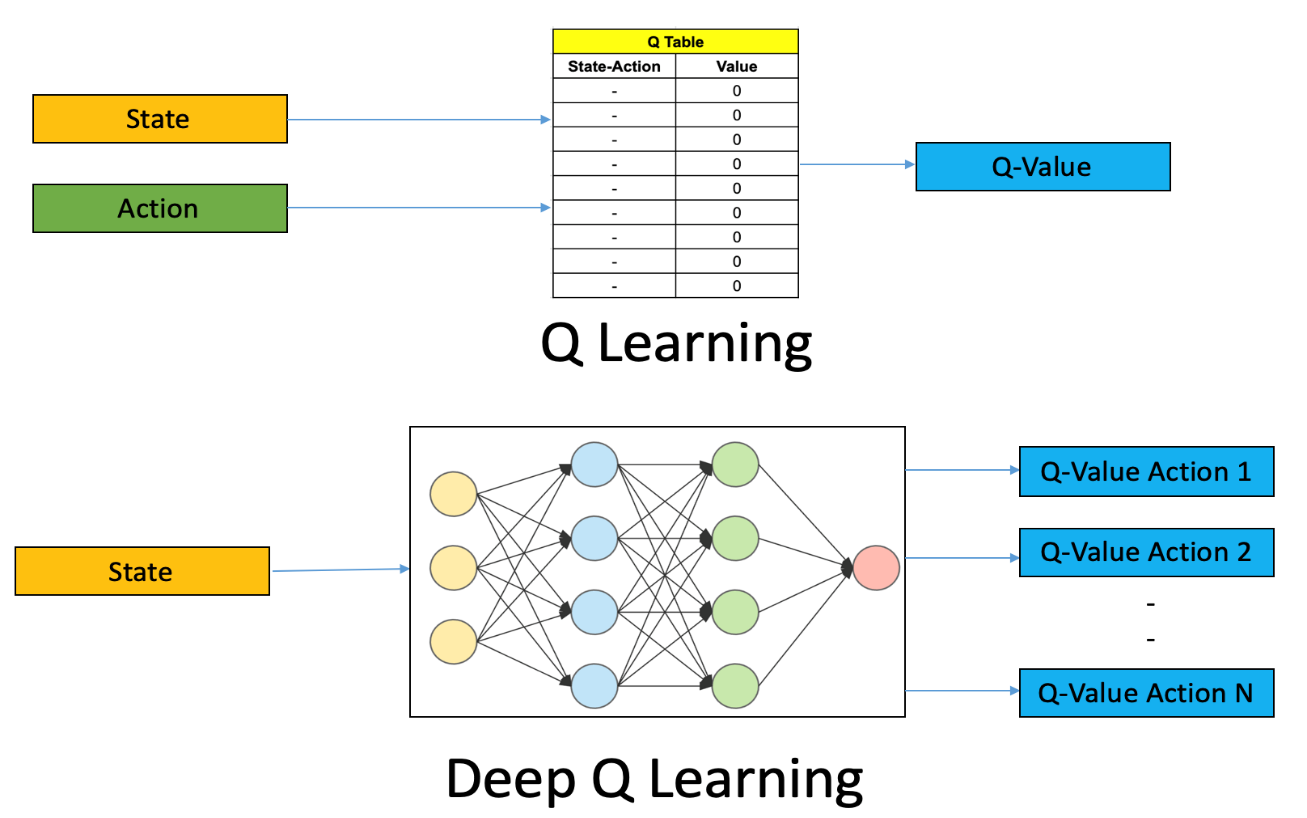 Q Table
State-Action Value
- 0
- 0
- 0
- 0
- 0
- 0
- 0
- 0
- 0
State
Action
Q-Value
Q Learning
State
Q-Value Action 1
Q-Value Action 2
-
-
Q-Value Action N
Deep Q Learning